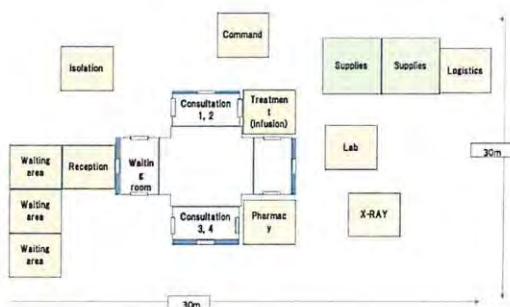 Command
Isolation
Supplies
Supplies
Logistics
Consultation
1, 2
Treatmen
t
(infusion)
Lab
30m
Waiting
area
Reception
Waitin
g
room
Waiting
area
Consultation
3, 4
Pharmac
y
X-RAY
Waiting
area
30m